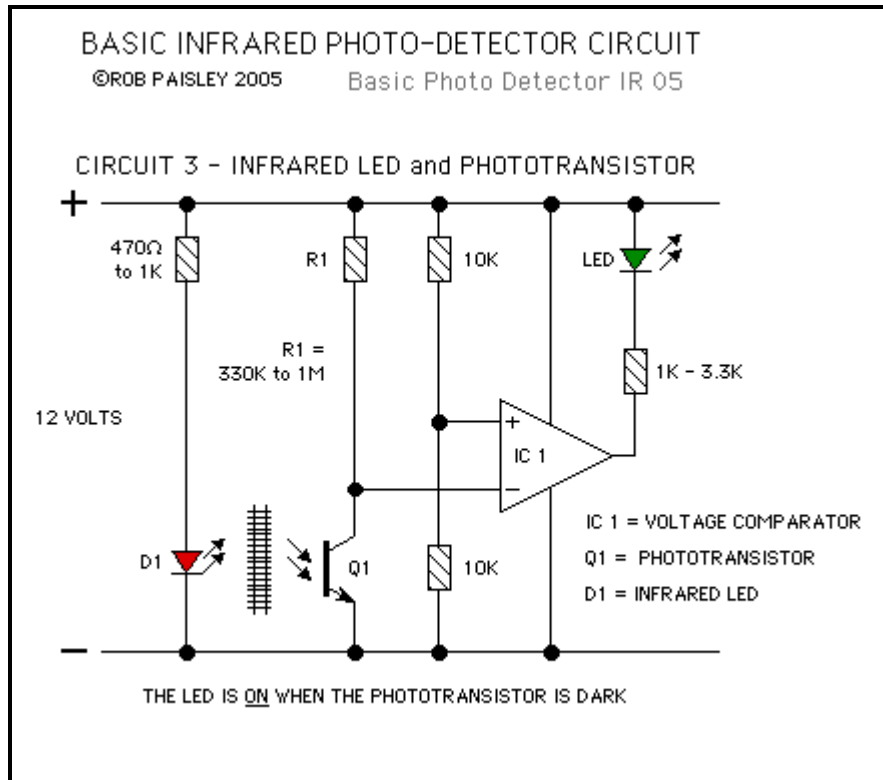 BASIC INFRARED PHOTO-DETECTOR CIRCUIT
©ROB PAISLEY 2005
Basic Photo Detector IR 05
CIRCUIT 3 - INFRARED LED and PHOTOTRANSISTOR
+
470Ω
to 1K
R1
10K
LED
R1 =
330K to 1M
1K - 3.3K
12 VOLTS
+
IC 1
−
IC 1 = VOLTAGE COMPARATOR
D1
Q1
10K
Q1 = PHOTOTRANSISTOR
D1 = INFRARED LED
−
THE LED IS ON WHEN THE PHOTOTRANSISTOR IS DARK